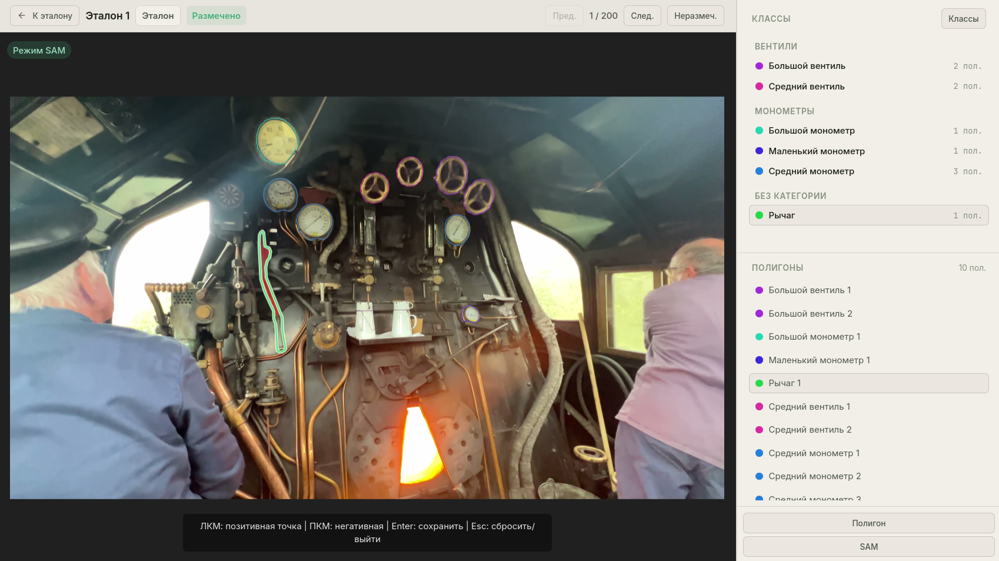 ← К эталону Эталон 1 Эталон Размечено Пред. 1 / 200 След. Неразмеч.
Режим SAM
ЛКМ: позитивная точка | ПКМ: негативная | Enter: сохранить | Esc: сбросить/
выйти
КЛАССЫ Классы
ВЕНТИЛИ
Большой вентиль 2 пол.
Средний вентиль 2 пол.
МОНОМЕТРЫ
Большой монометр 1 пол.
Маленький монометр 1 пол.
Средний монометр 3 пол.
БЕЗ КАТЕГОРИИ
Рычаг 1 пол.
ПОЛИГОНЫ 10 пол.
Большой вентиль 1
Большой вентиль 2
Большой монометр 1
Маленький монометр 1
Рычаг 1
Средний вентиль 1
Средний вентиль 2
Средний монометр 1
Средний монометр 2
Средний монометр 3
Полигон
SAM